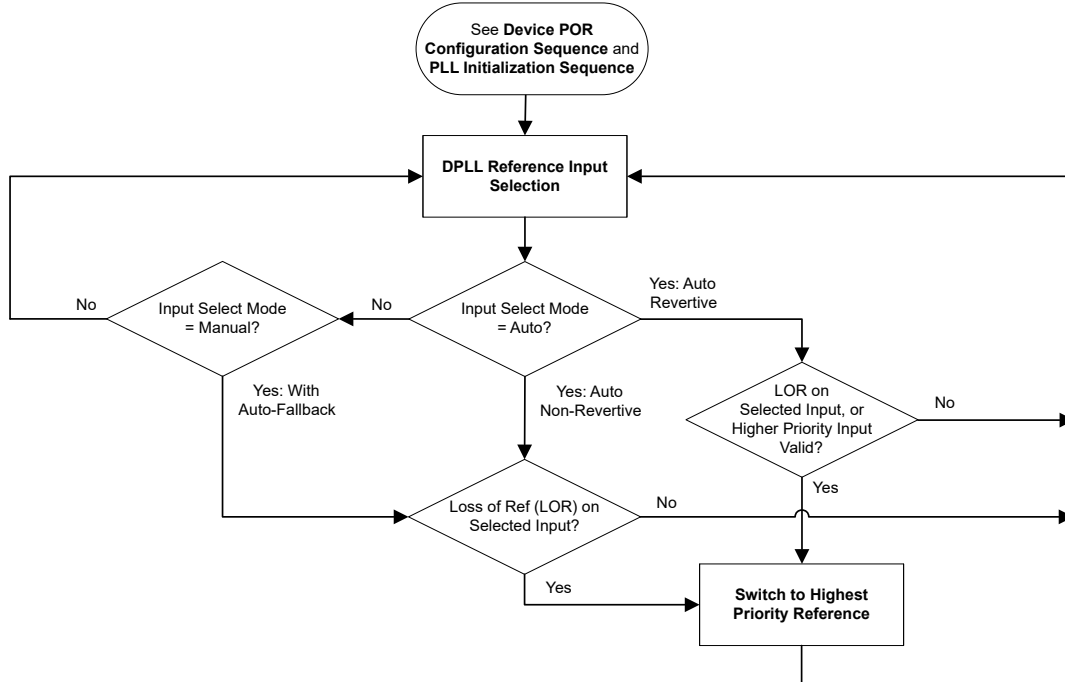 See Device POR
Configuration Sequence and
PLL Initialization Sequence
DPLL Reference Input
Selection
No
Input Select Mode
= Manual?
No
Input Select Mode
= Auto?
Yes: Auto
Revertive
Yes: With
Auto-Fallback
Yes: Auto
Non-Revertive
LOR on
Selected Input, or
Higher Priority Input
Valid?
No
Yes
Loss of Ref (LOR) on
Selected Input?
No
Yes
Switch to Highest
Priority Reference